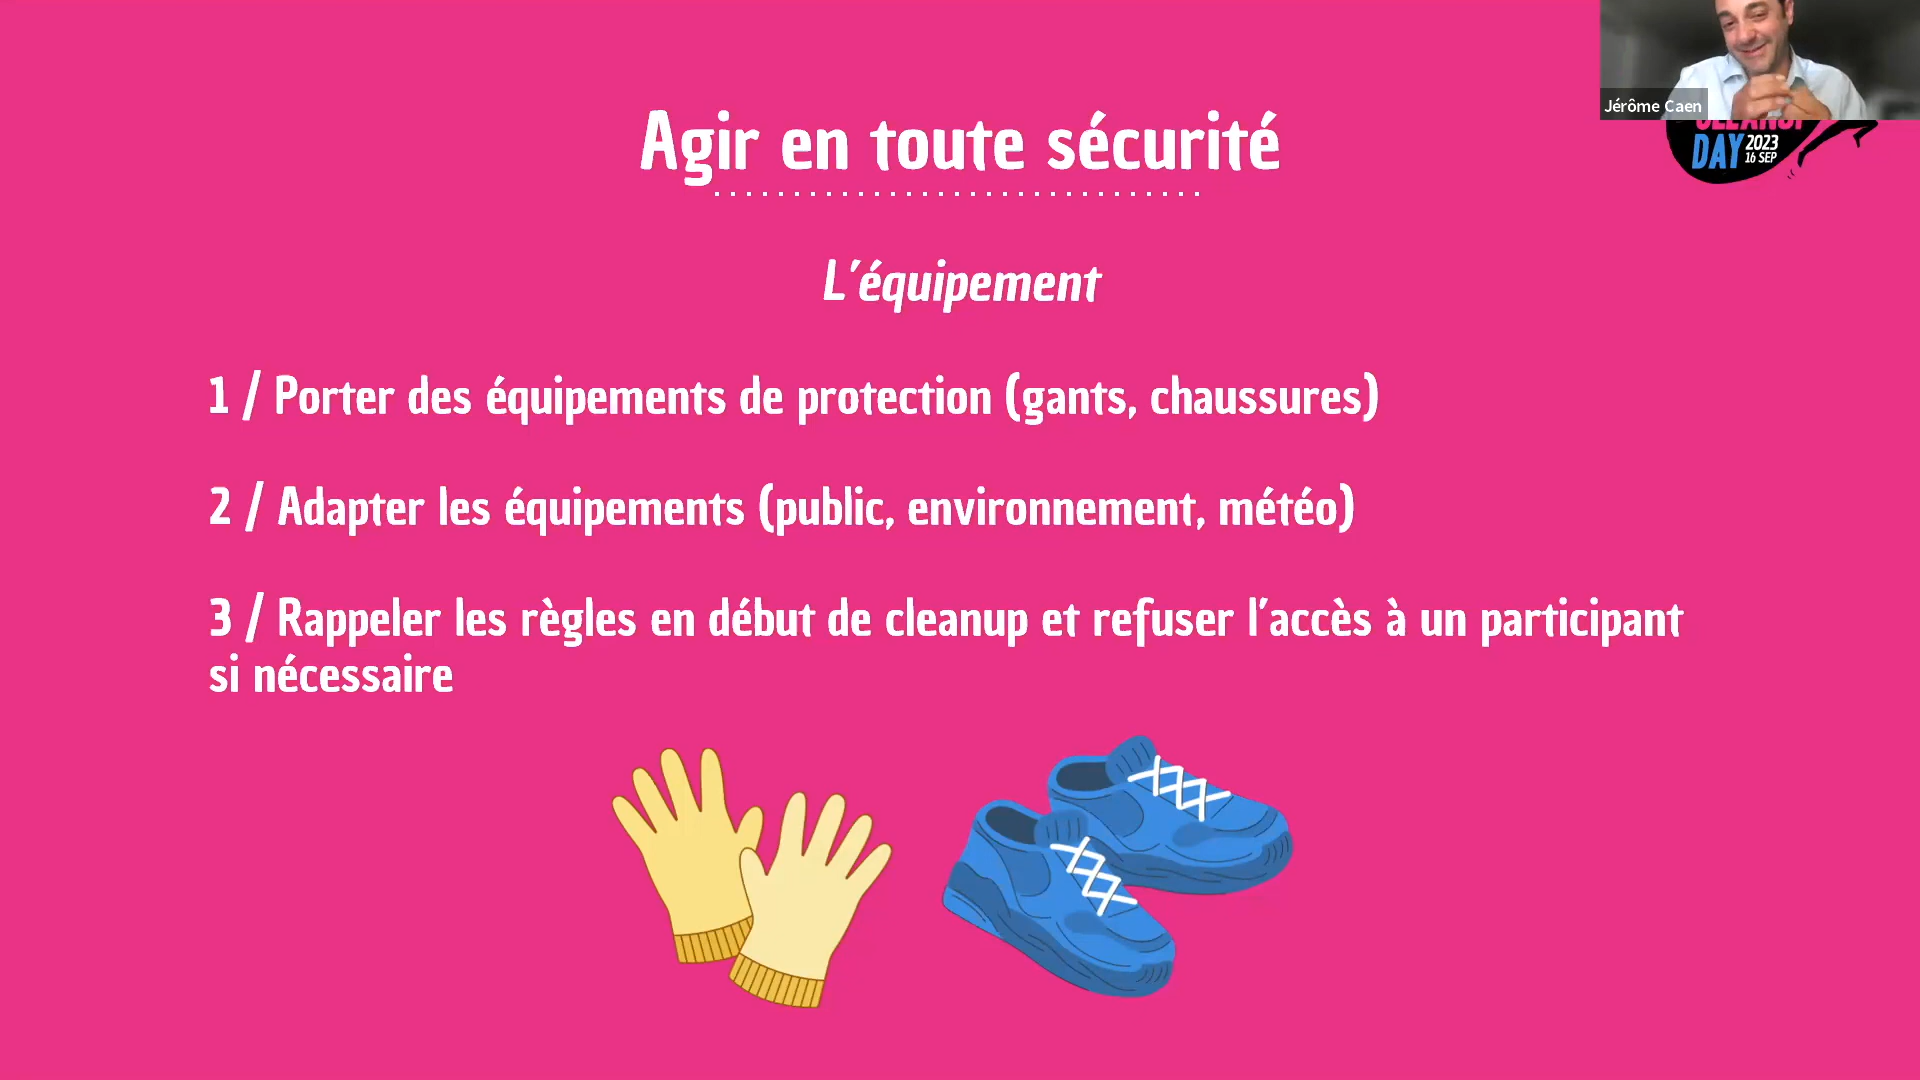 Agir en toute sécurité
Jérôme Caen
DAY 2023
16 SEP
L'équipement
1 / Porter des équipements de protection (gants, chaussures)
2 / Adapter les équipements (public, environnement, météo)
3 / Rappeler les règles en début de cleanup et refuser l'accès à un participant
si nécessaire